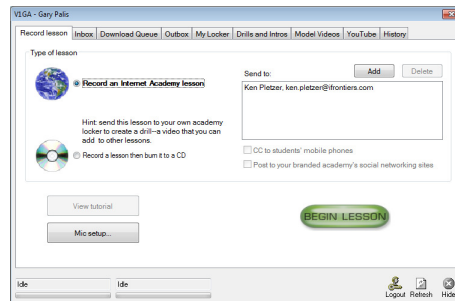 V1GA - Gary Palis
Record lesson Inbox Download Queue Outbox My Locker Drills and Intros Model Videos YouTube History
Type of lesson
Record an Internet Academy lesson
Hint: send this lesson to your own academy
locker to create a drill--a video that you can
add to other lessons.
Record a lesson then burn it to a CD
Send to:
Add
Delete
Ken Pletzer, ken.pletzer@ifrontiers.com
CC to students' mobile phones
Post to your branded academy's social networking sites
View tutorial
Mic setup...
BEGIN LESSON
Idle
Idle
Logout Refresh Hide